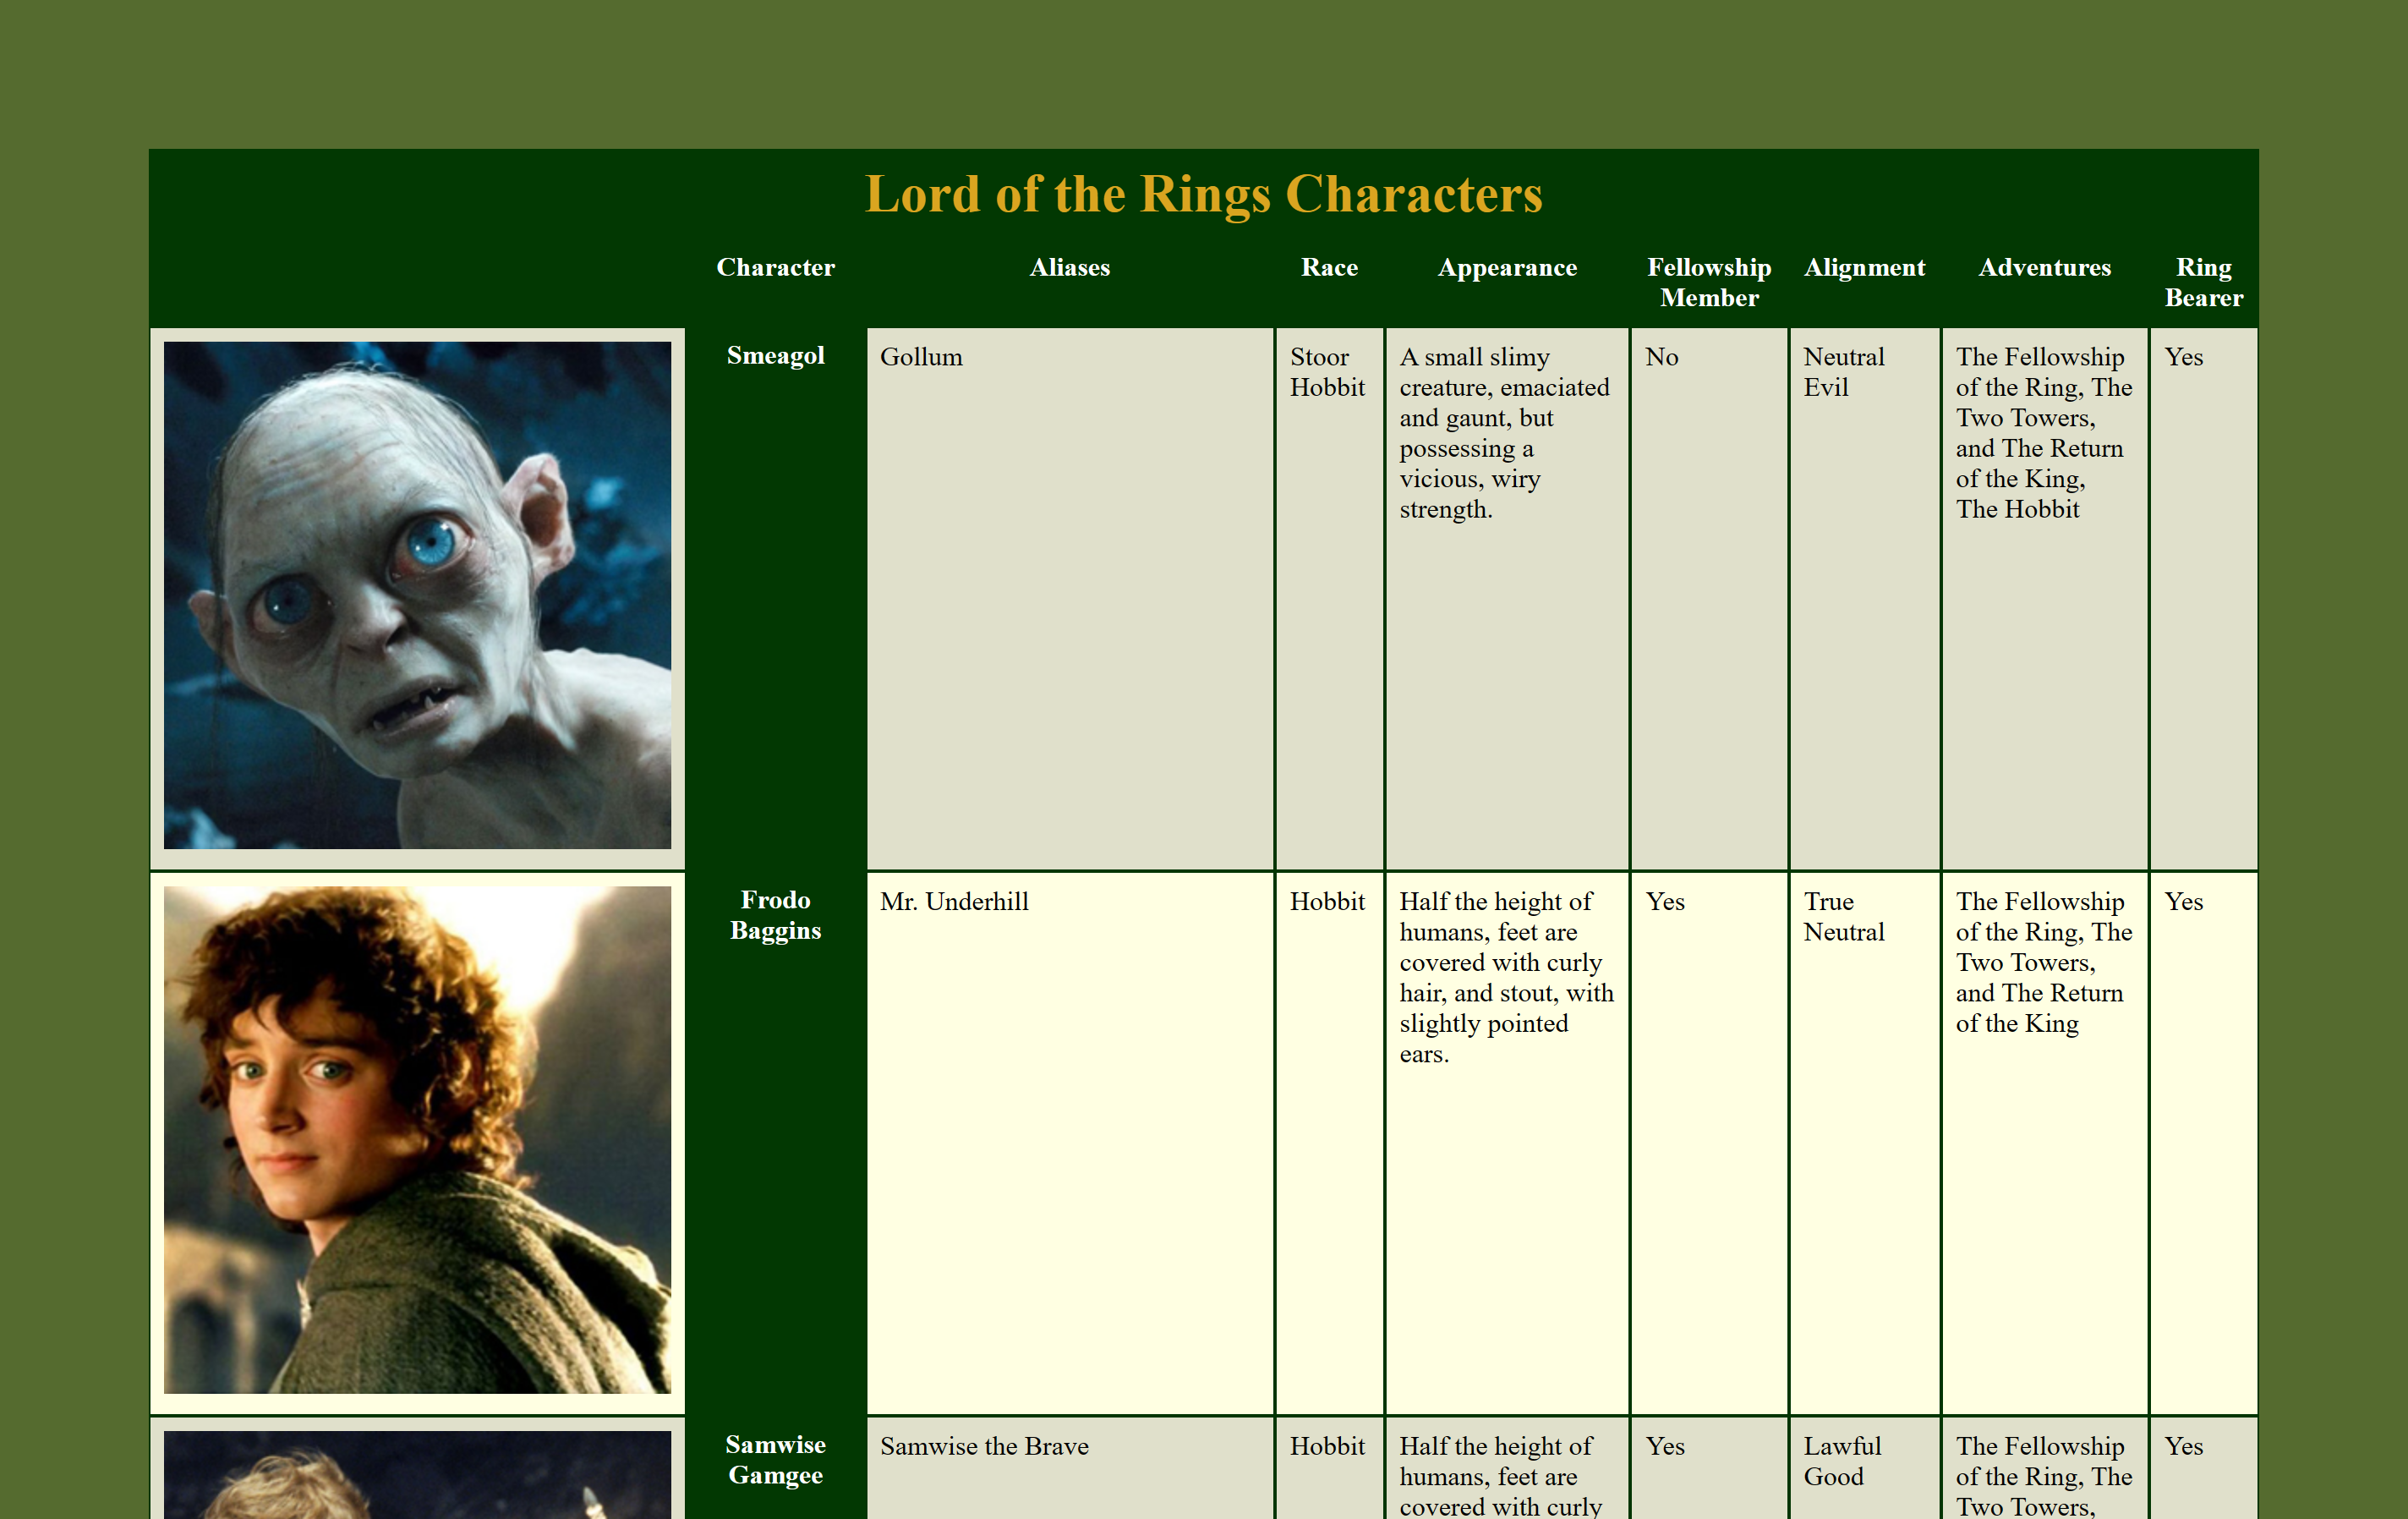 Lord of the Rings Characters
Character
Aliases
Race
Appearance
Fellowship
Member
Alignment
Adventures
Ring
Bearer
Smeagol
Gollum
Stoor
Hobbit
A small slimy
creature, emaciated
and gaunt, but
possessing a
vicious, wiry
strength.
No
Neutral
Evil
The Fellowship
of the Ring, The
Two Towers,
and The Return
of the King,
The Hobbit
Yes
Frodo
Baggins
Mr. Underhill
Hobbit
Half the height of
humans, feet are
covered with curly
hair, and stout, with
slightly pointed
ears.
Yes
True
Neutral
The Fellowship
of the Ring, The
Two Towers,
and The Return
of the King
Yes
Samwise
Gamgee
Samwise the Brave
Hobbit
Half the height of
humans, feet are
covered with curly
Yes
Lawful
Good
The Fellowship
of the Ring, The
Two Towers,
Yes